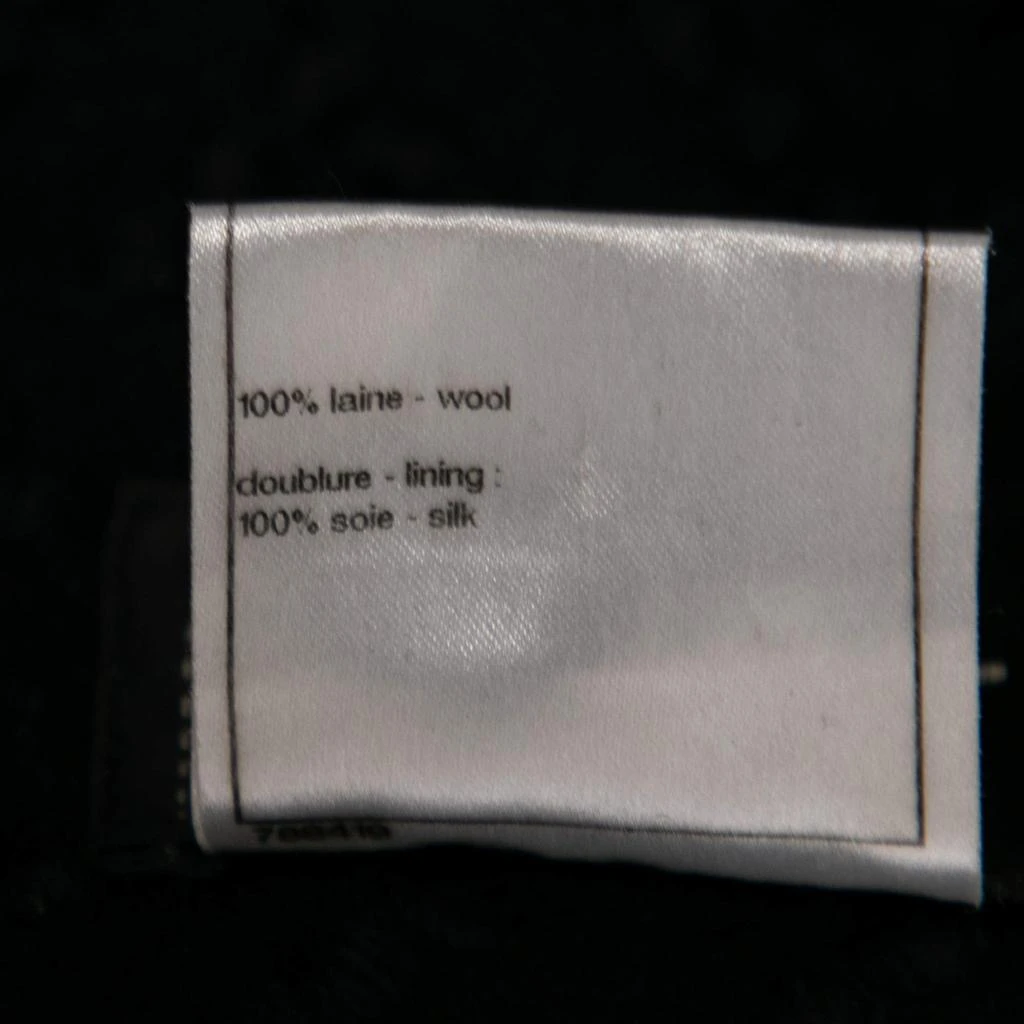 100% laine - wool
doublure - lining :
100% soie - silk